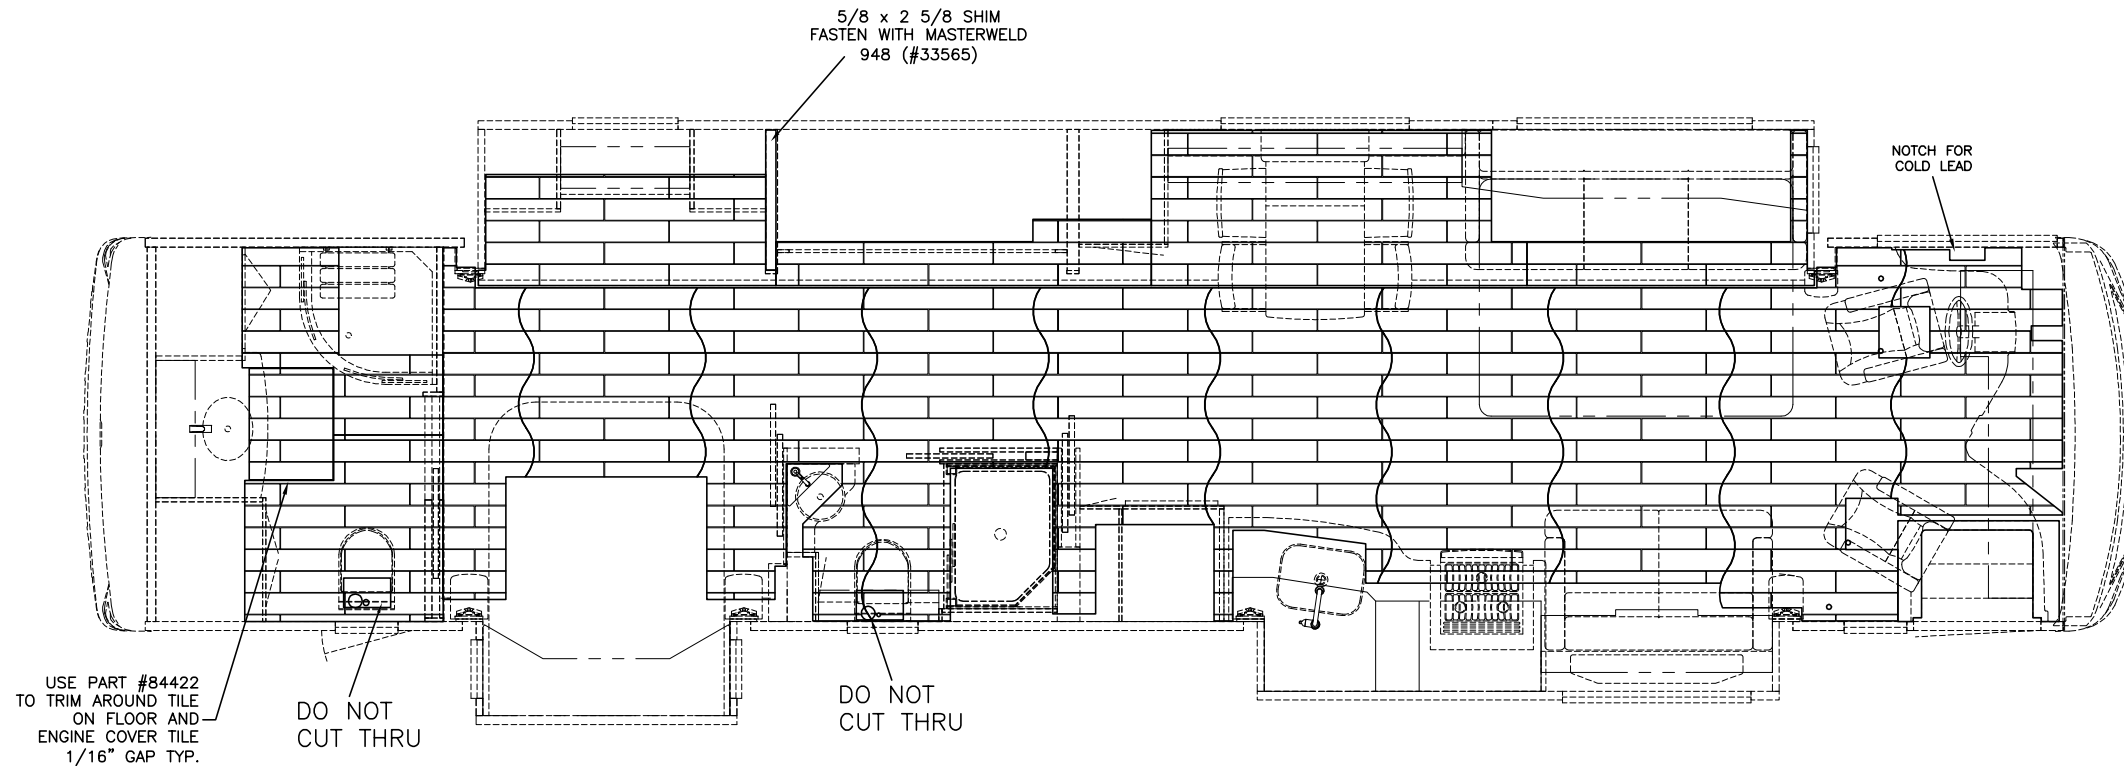 5/8 x 2 5/8 SHIM
FASTEN WITH MASTERWELD
948 (#33565)
NOTCH FOR
COLD LEAD
USE PART #84422
TO TRIM AROUND TILE
ON FLOOR AND
ENGINE COVER TILE
1/16” GAP TYP.
DO NOT
CUT THRU
DO NOT
CUT THRU